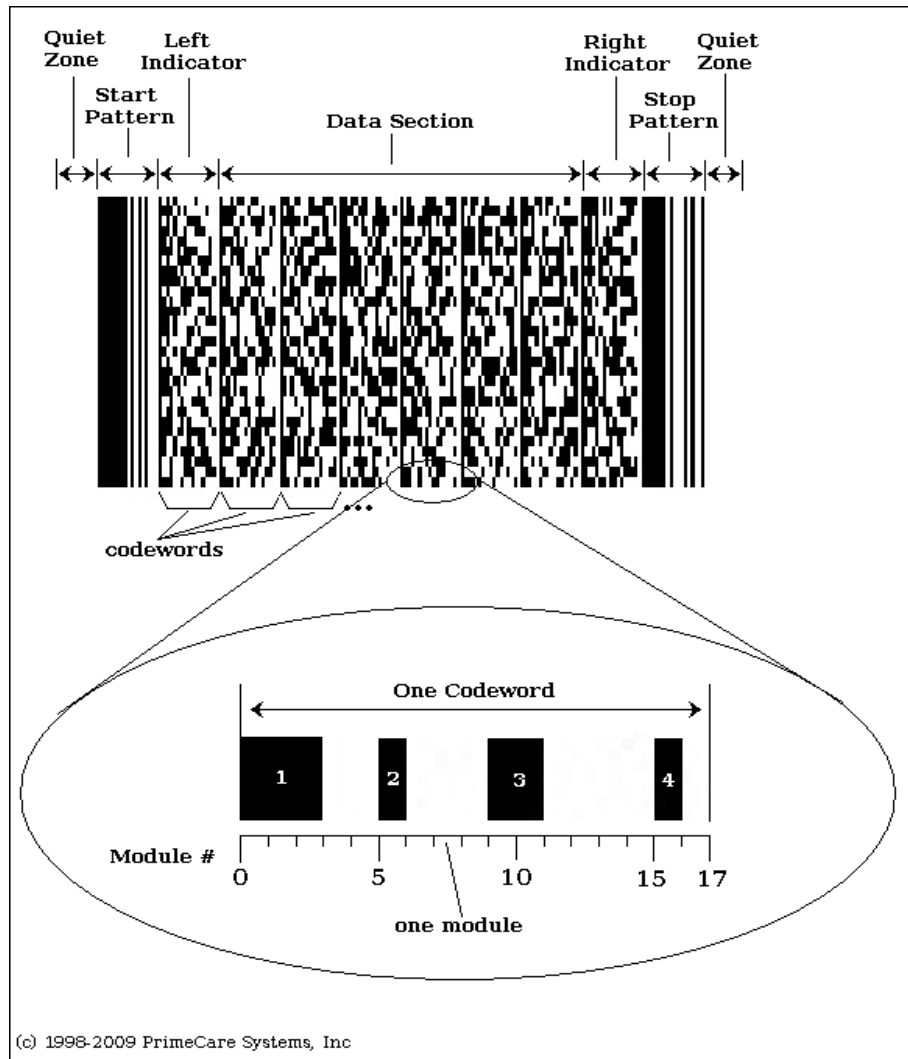 Quiet
Zone
Left
Indicator
Right
Indicator
Quiet
Zone
Start
Pattern
Data Section
Stop
Pattern
codewords
One Codeword
1 2 3 4
Module #
0 5 10 15 17
one module
(c) 1998-2009 PrimeCare Systems, Inc